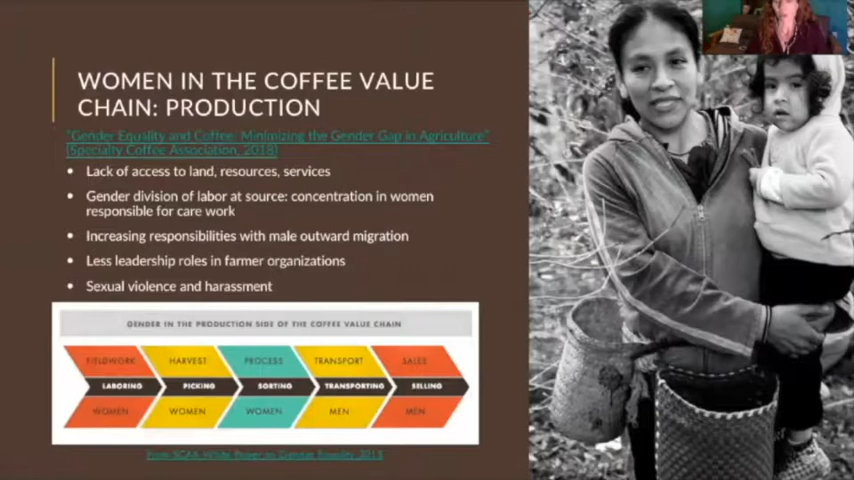 WOMEN IN THE COFFEE VALUE
CHAIN: PRODUCTION
"Gender Equality and Coffee: Minimizing the Gender Gap in Agriculture"
(Specialty Coffee Association, 2018)
• Lack of access to land, resources, services
• Gender division of labor at source: concentration in women
responsible for care work
• Increasing responsibilities with male outward migration
• Less leadership roles in farmer organizations
• Sexual violence and harassment
GENDER IN THE PRODUCTION SIDE OF THE COFFEE VALUE CHAIN
FIELDWORK HARVEST PROCESS TRANSPORT SALES
LABORING PICKING SORTING TRANSPORTING SELLING
WOMEN WOMEN WOMEN MEN MEN
From SCAA White Paper on Gender Equality